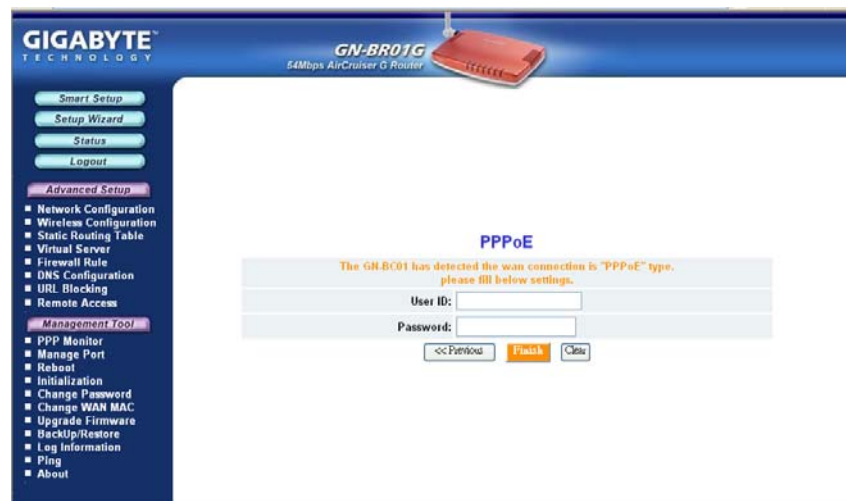 GIGABYTE™
TECHNOLOGY
GN-BR01G
54Mbps AirCruiser G Router
Smart Setup
Setup Wizard
Status
Logout
Advanced Setup
Network Configuration
Wireless Configuration
Static Routing Table
Virtual Server
Firewall Rule
DNS Configuration
URL Blocking
Remote Access
Management Tool
PPP Monitor
Manage Port
Reboot
Initialization
Change Password
Change WAN MAC
Upgrade Firmware
BackUp/Restore
Log Information
Ping
About
PPPoE
The GN-BC01 has detected the wan connection is "PPPoE" type.
please fill below settings.
User ID:
Password:
<< Previous Finish Clear